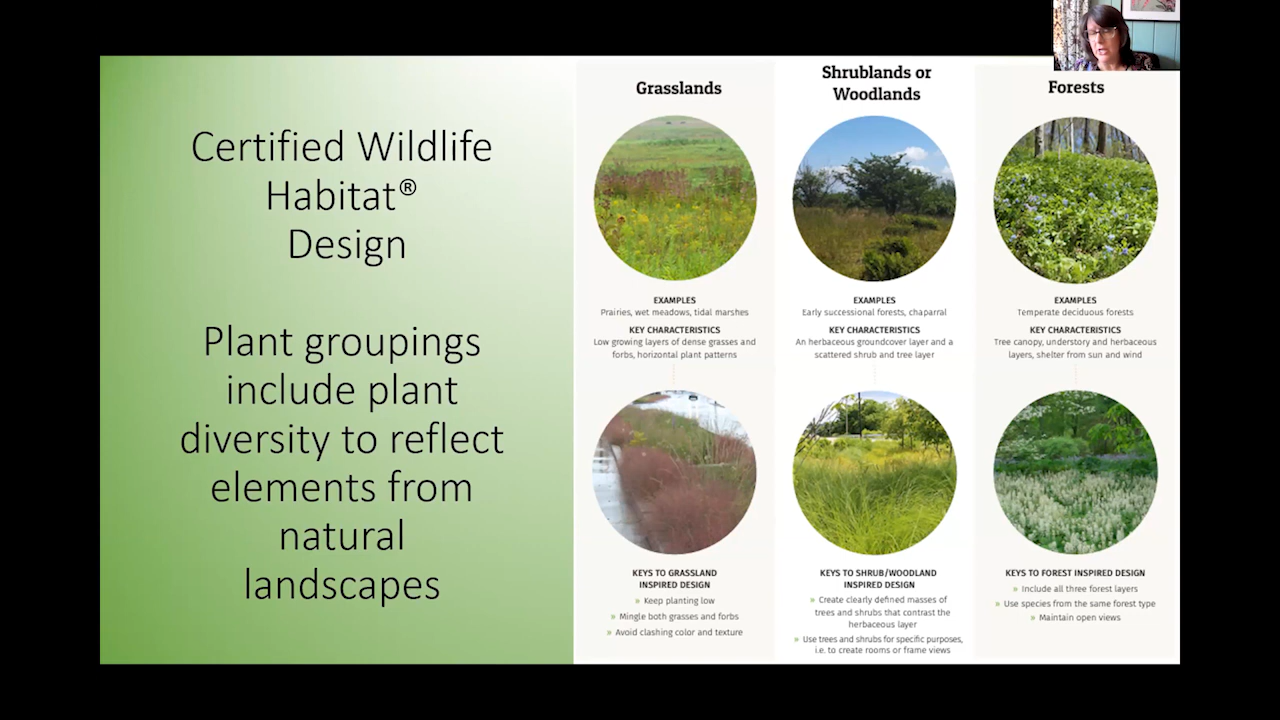 Certified Wildlife
Habitat®
Design
Plant groupings
include plant
diversity to reflect
elements from
natural
landscapes
Grasslands
EXAMPLES
Prairies, wet meadows, tidal marshes
KEY CHARACTERISTICS
Low growing layers of dense grasses and
forbs, horizontal plant patterns
KEYS TO GRASSLAND
INSPIRED DESIGN
» Keep planting low
» Mingle both grasses and forbs
» Avoid clashing color and texture
Shrublands or
Woodlands
EXAMPLES
Early successional forests, chaparral
KEY CHARACTERISTICS
An herbaceous groundcover layer and a
scattered shrub and tree layer
KEYS TO SHRUB/WOODLAND
INSPIRED DESIGN
» Create clearly defined masses of
trees and shrubs that contrast the
herbaceous layer
» Use trees and shrubs for specific purposes,
i.e. to create rooms or frame views
Forests
EXAMPLES
Temperate deciduous forests
KEY CHARACTERISTICS
Tree canopy, understory and herbaceous
layers, shelter from sun and wind
KEYS TO FOREST INSPIRED DESIGN
» Include all three forest layers
» Use species from the same forest type
» Maintain open views